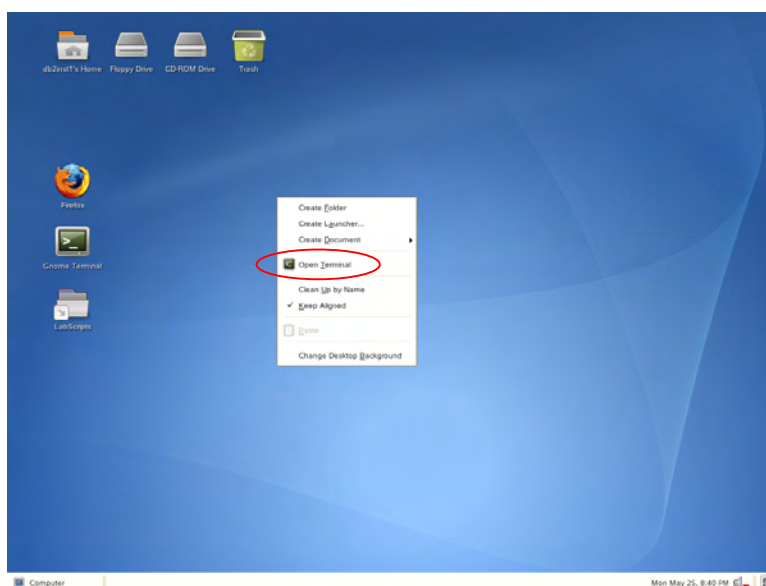 db2inst1's Home
Floppy Drive
CD-ROM Drive
Trash
Firefox
Gnome Terminal
LabScripts
Create Folder
Create Launcher...
Create Document
Open Terminal
Clean Up by Name
Keep Aligned
Paste
Change Desktop Background
Computer
Mon May 25, 8:40 PM